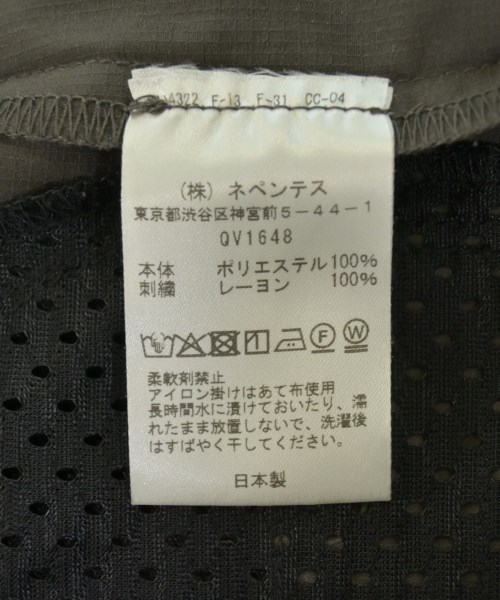 4322 F-13 F-31 CC-04
(株) ネペンテス
東京都渋谷区神宮前5-44-1
QV1648
本体 ポリエステル100%
刺繍 レーヨン 100%
柔軟剤禁止
アイロン掛けはあて布使用
長時間水に漬けておいたり、濡
れたまま放置しないで、洗濯後
はすばやく干してください。
日本製